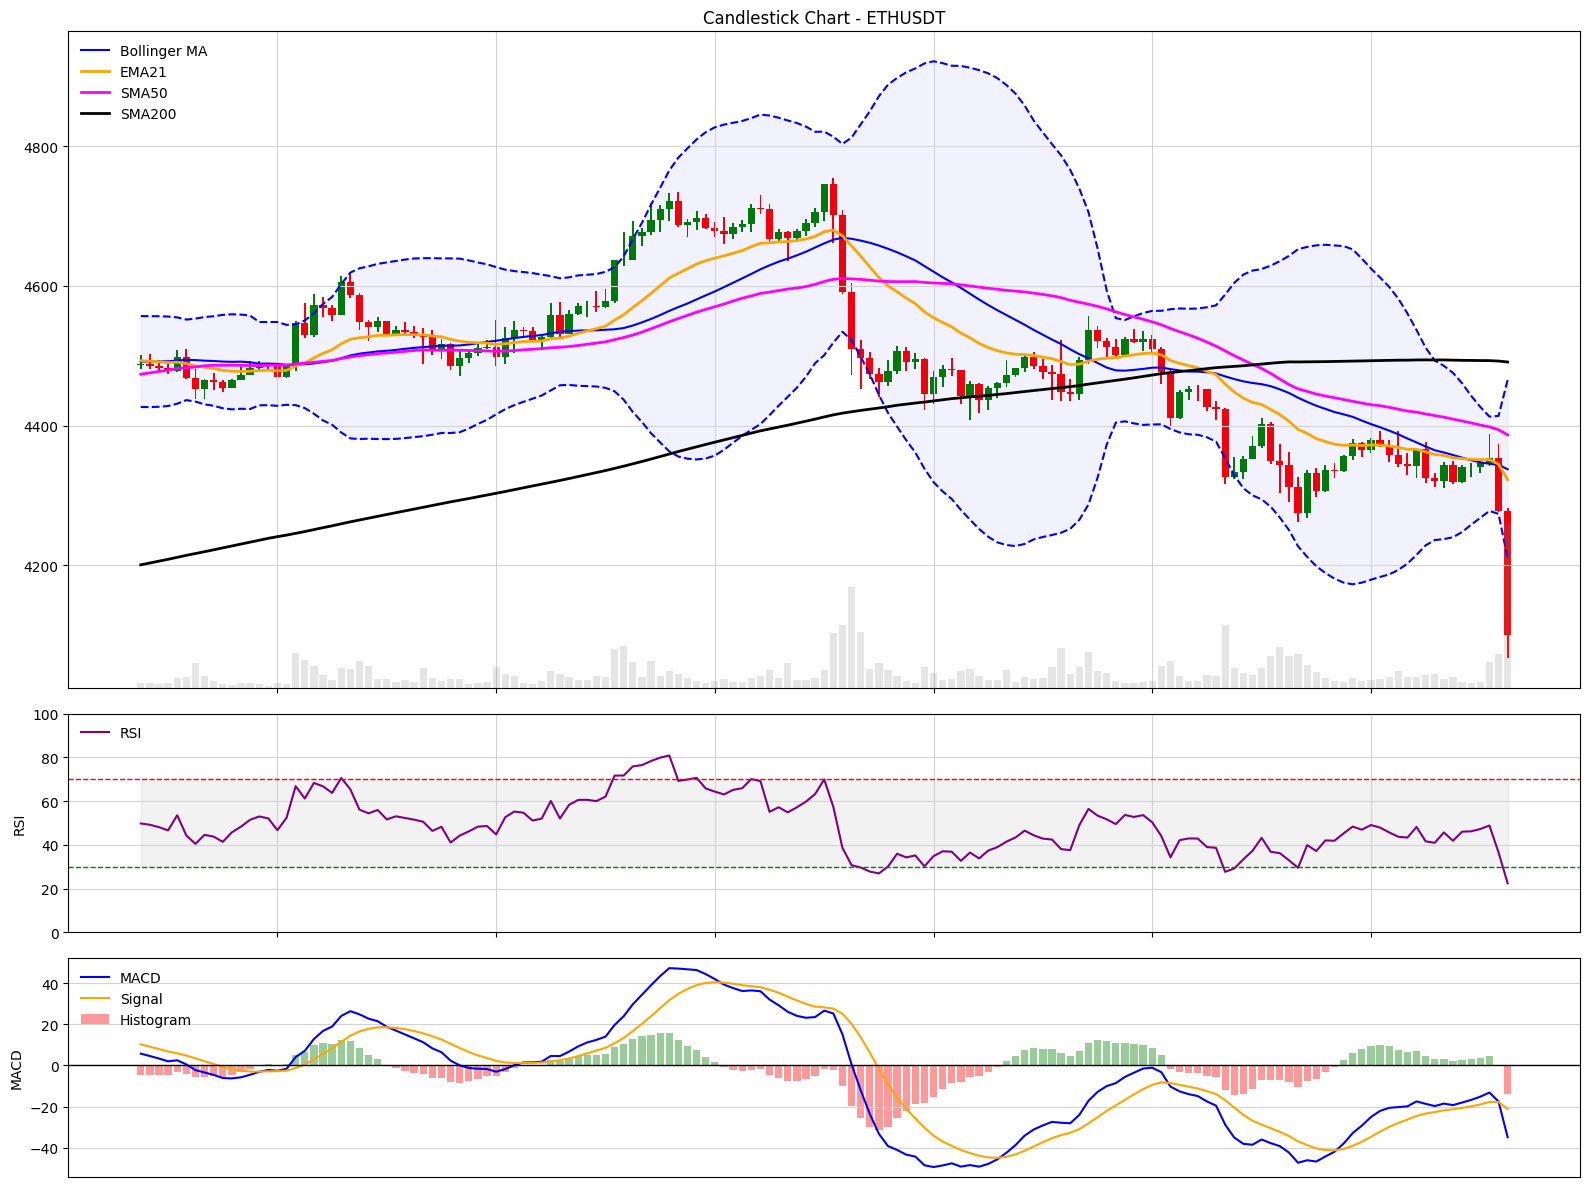 Candlestick Chart - ETHUSDT
Bollinger MA
EMA21
SMA50
SMA200
4800
4600
4400
4200
100
RSI
80
60
RSI
40
20
0
MACD
40
Signal
20
Histogram
0
MACD
−20
−40